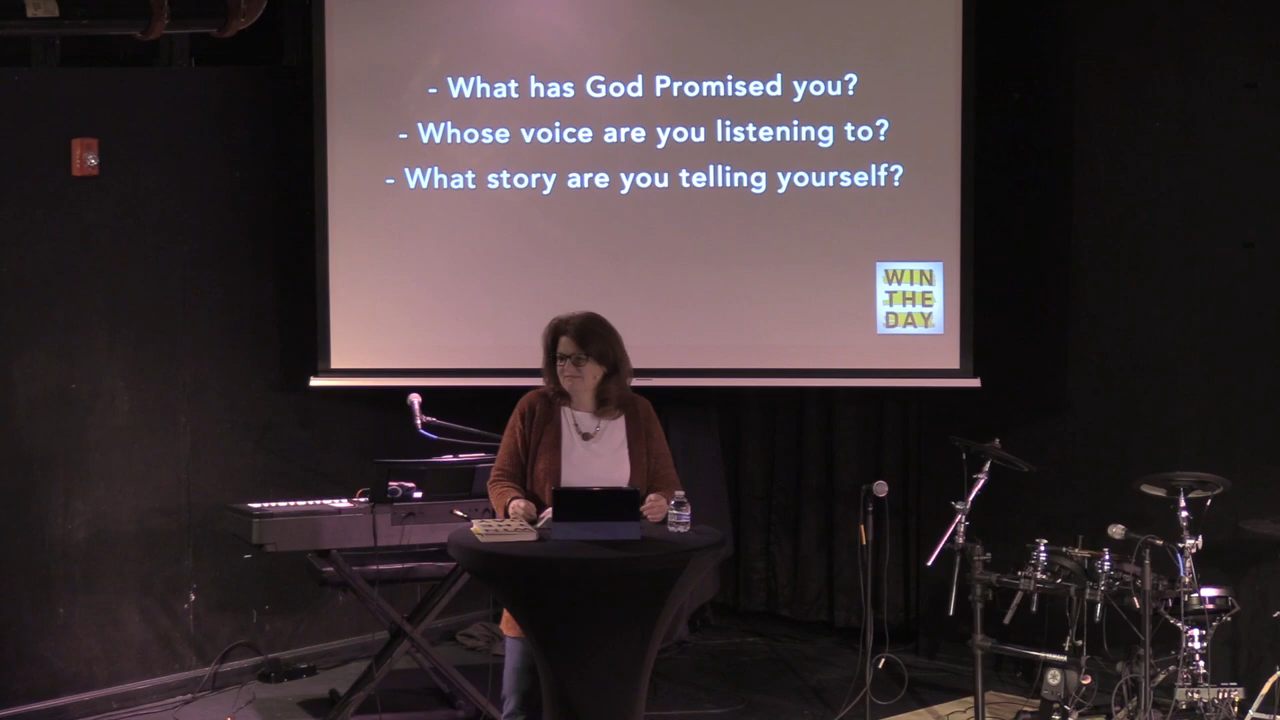 - What has God Promised you?
- Whose voice are you listening to?
- What story are you telling yourself?
WIN
THE
DAY